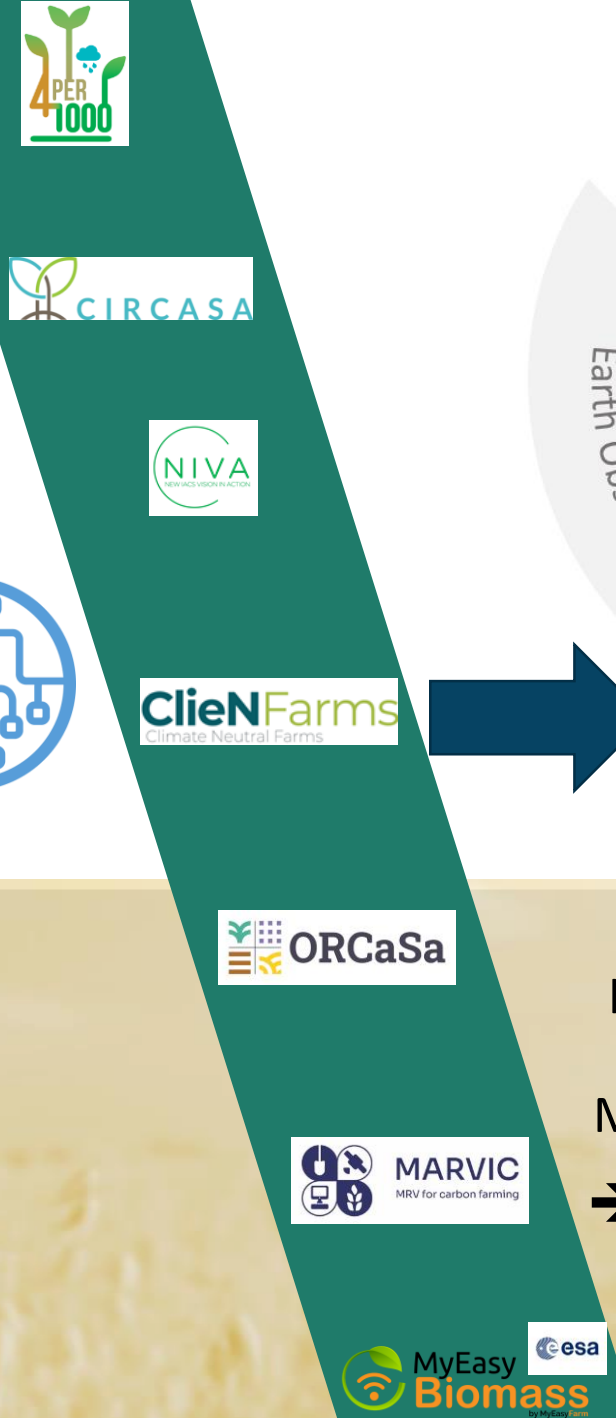 4 PER
1000
CIRCASA
NIVA
NEW IACS VISION IN ACTION
Earth Obs
ClieNFarms
Climate Neutral Farms
ORCaSa
MARVIC
MRV for carbon farming
esa
MyEasy
Biomass
by MyEasyFarm